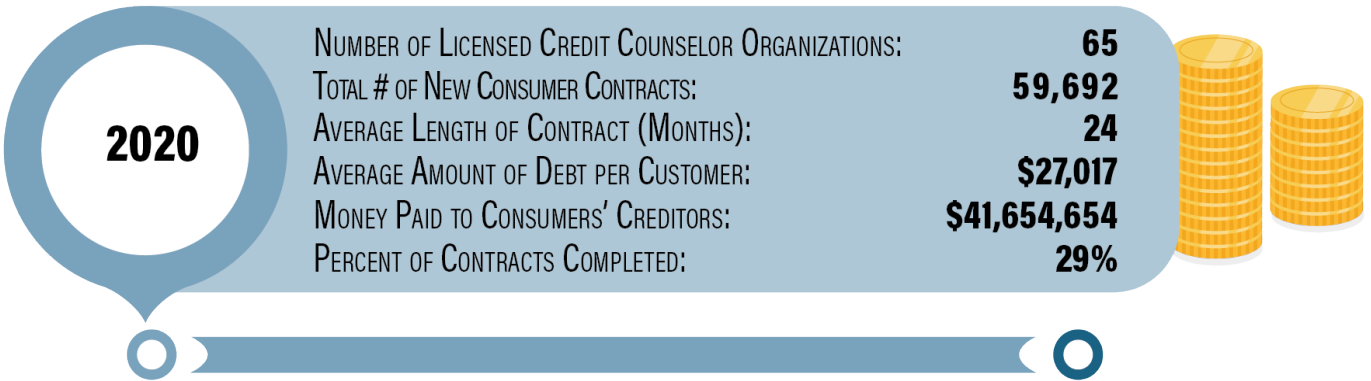 2020
Number of Licensed Credit Counselor Organizations: 65
Total # of New Consumer Contracts: 59,692
Average Length of Contract (Months): 24
Average Amount of Debt per Customer: $27,017
Money Paid to Consumers' Creditors: $41,654,654
Percent of Contracts Completed: 29%